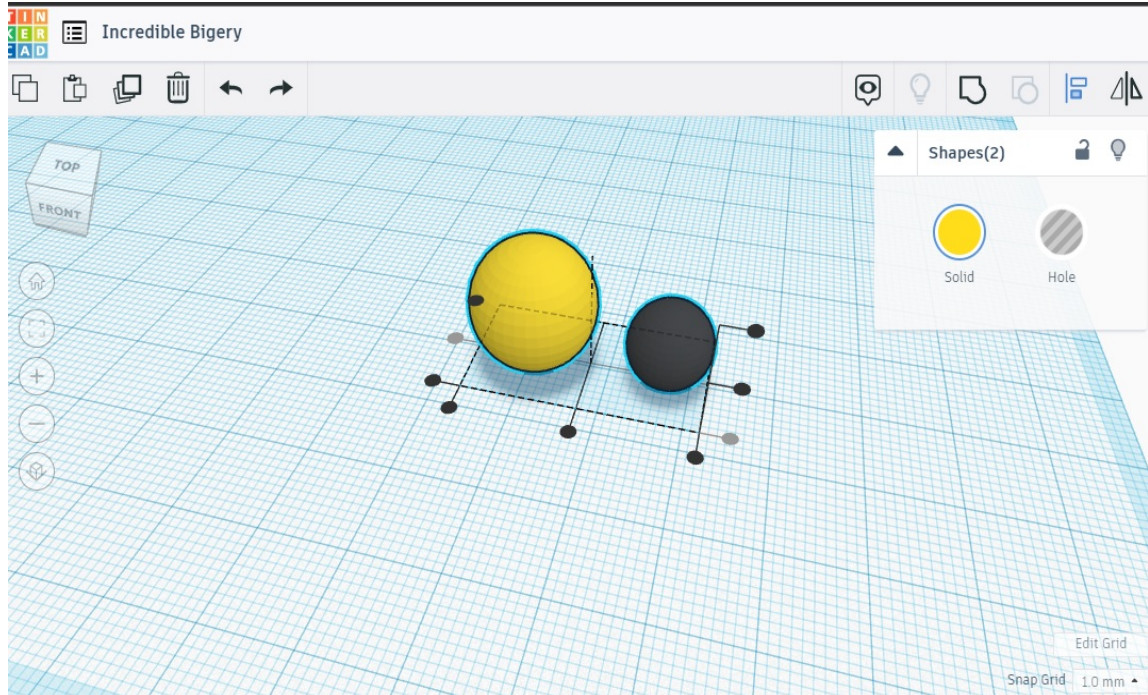 TIN
KER
CAD
Incredible Bigery
TOP
FRONT
Shapes(2)
Solid
Hole
Edit Grid
Snap Grid 1.0 mm